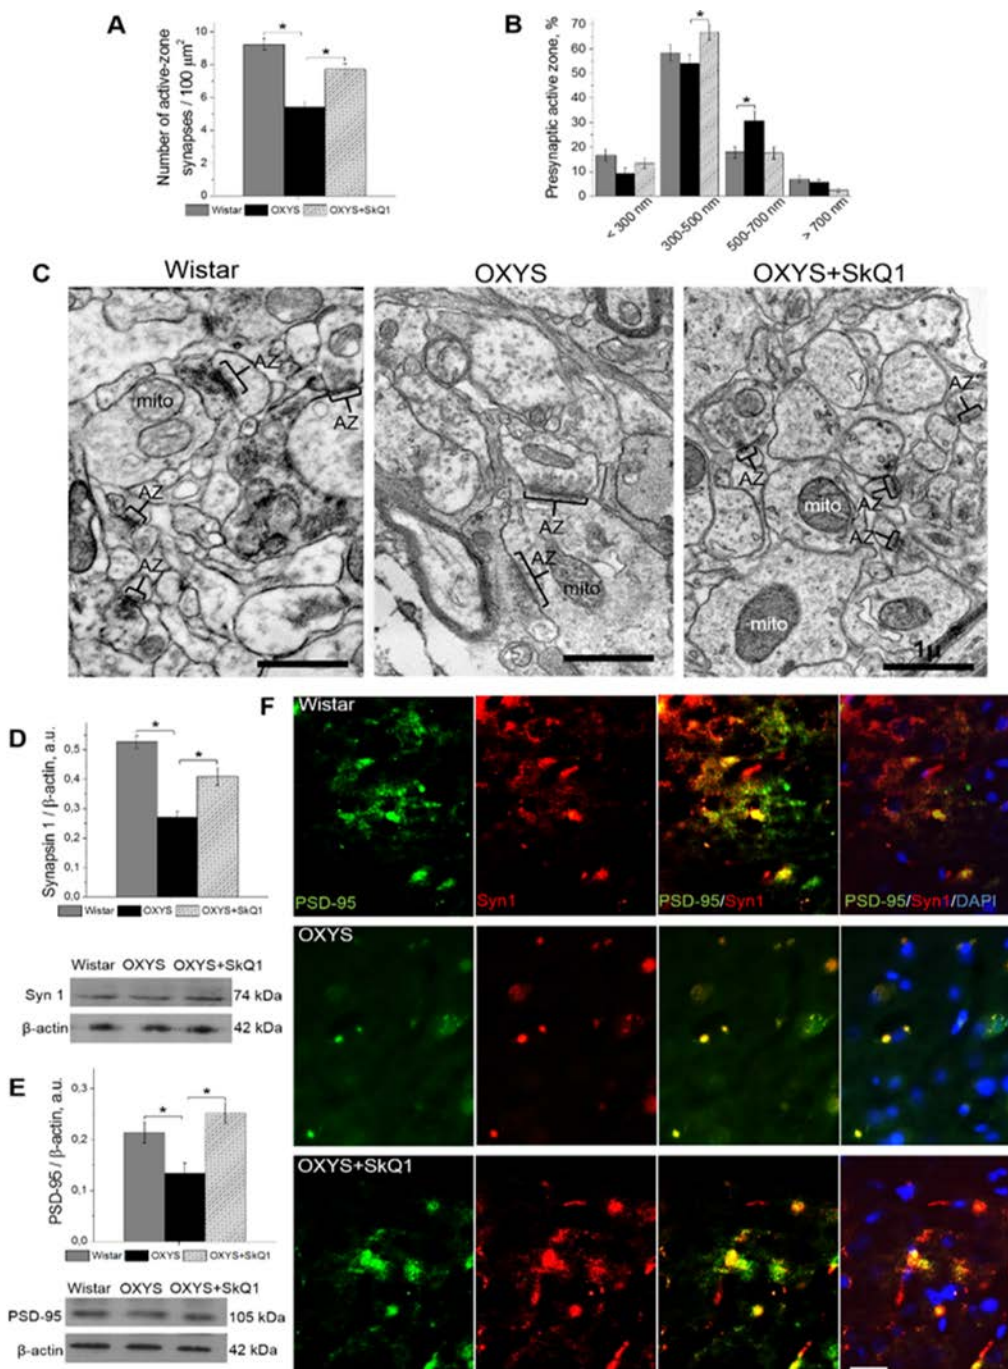 A
Number of active-zone
synapses / 100 µm²
10
8
6
4
2
0
*
*
Wistar OXYS OXYS+SkQ1
B
Presynaptic active zone, %
70
60
50
40
30
20
10
0
*
*
< 300 nm
300-500 nm
500-700 nm
> 700 nm
C
Wistar OXYS OXYS+SkQ1
AZ
mito
AZ
AZ
AZ
AZ
AZ
mito
AZ
AZ
AZ
mito
AZ
mito
1µ
D
Synapsin 1 / β-actin, a.u.
0,5
0,4
0,3
0,2
0,1
0,0
*
*
Wistar OXYS OXYS+SkQ1
Wistar OXYS OXYS+SkQ1
Syn 1 74 kDa
β-actin 42 kDa
E
PSD-95 / β-actin, a.u.
0,3
0,2
0,1
0,0
*
*
Wistar OXYS OXYS+SkQ1
Wistar OXYS OXYS+SkQ1
PSD-95 105 kDa
β-actin 42 kDa
F
Wistar
PSD-95 Syn1 PSD-95/Syn1 PSD-95/Syn1/DAPI
OXYS
OXYS+SkQ1